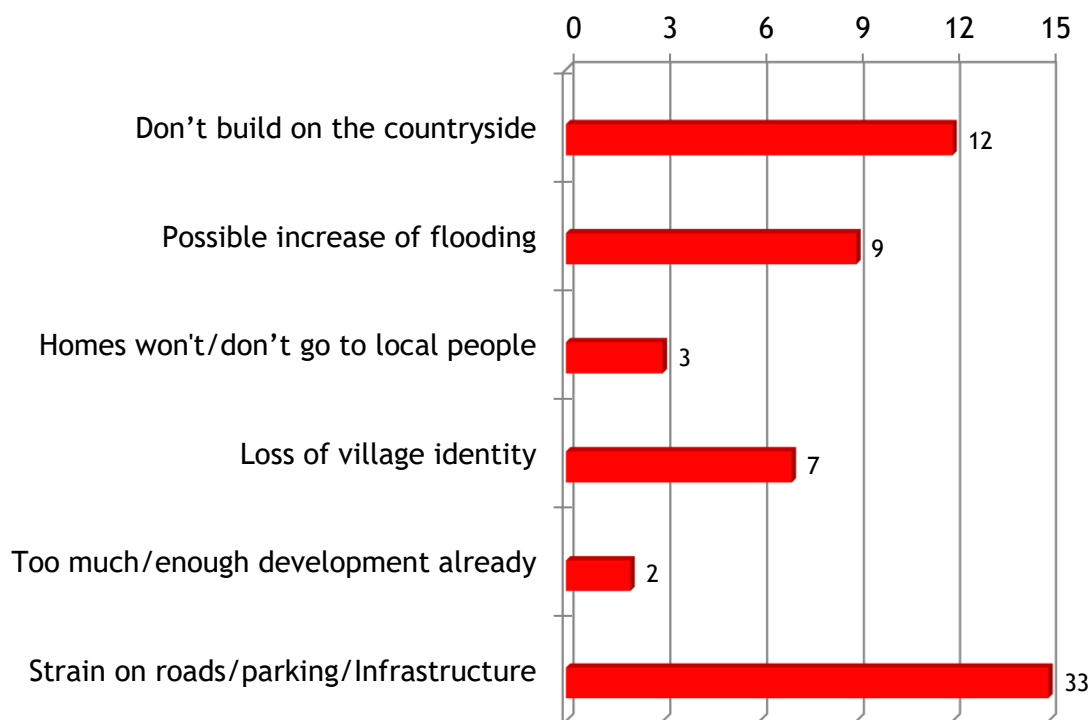 0 3 6 9 12 15
Don’t build on the countryside 12
Possible increase of flooding 9
Homes won't/don’t go to local people 3
Loss of village identity 7
Too much/enough development already 2
Strain on roads/parking/Infrastructure 33